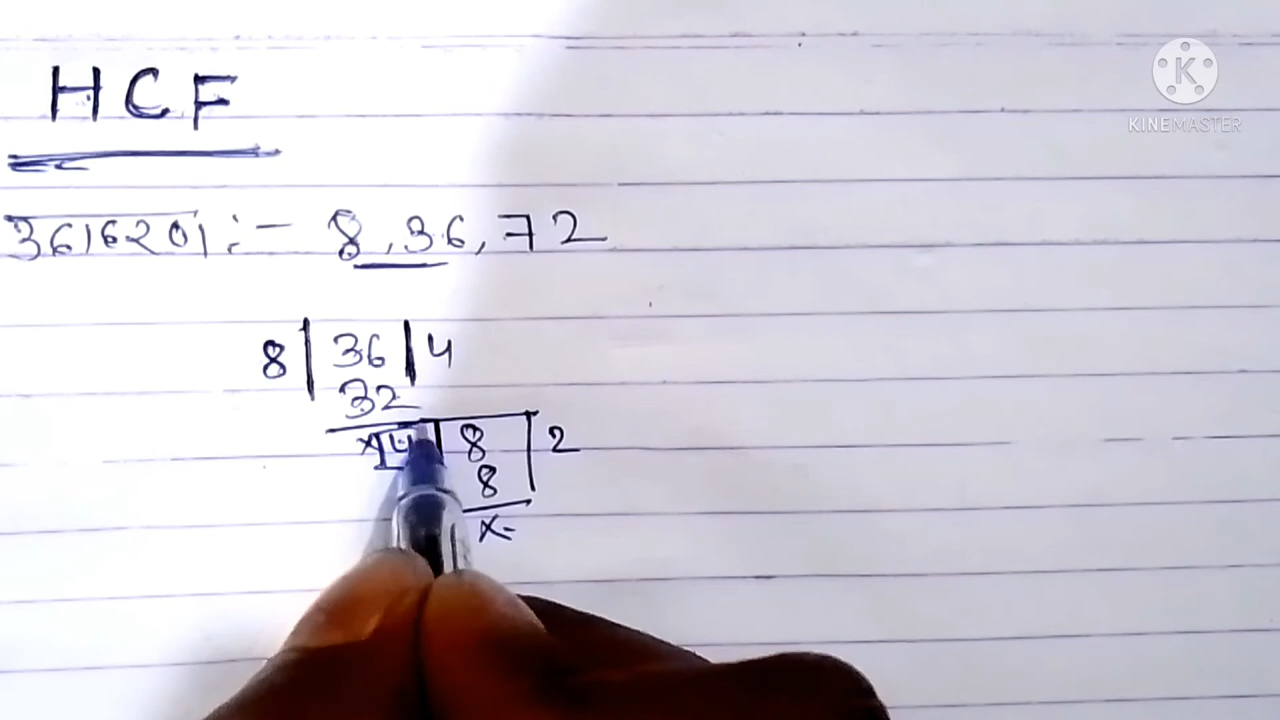 HCF
3616201 :- 8, 36, 72
8 | 36 | 4
32
x 4 | 8 | 2
8
x
KINEMASTER